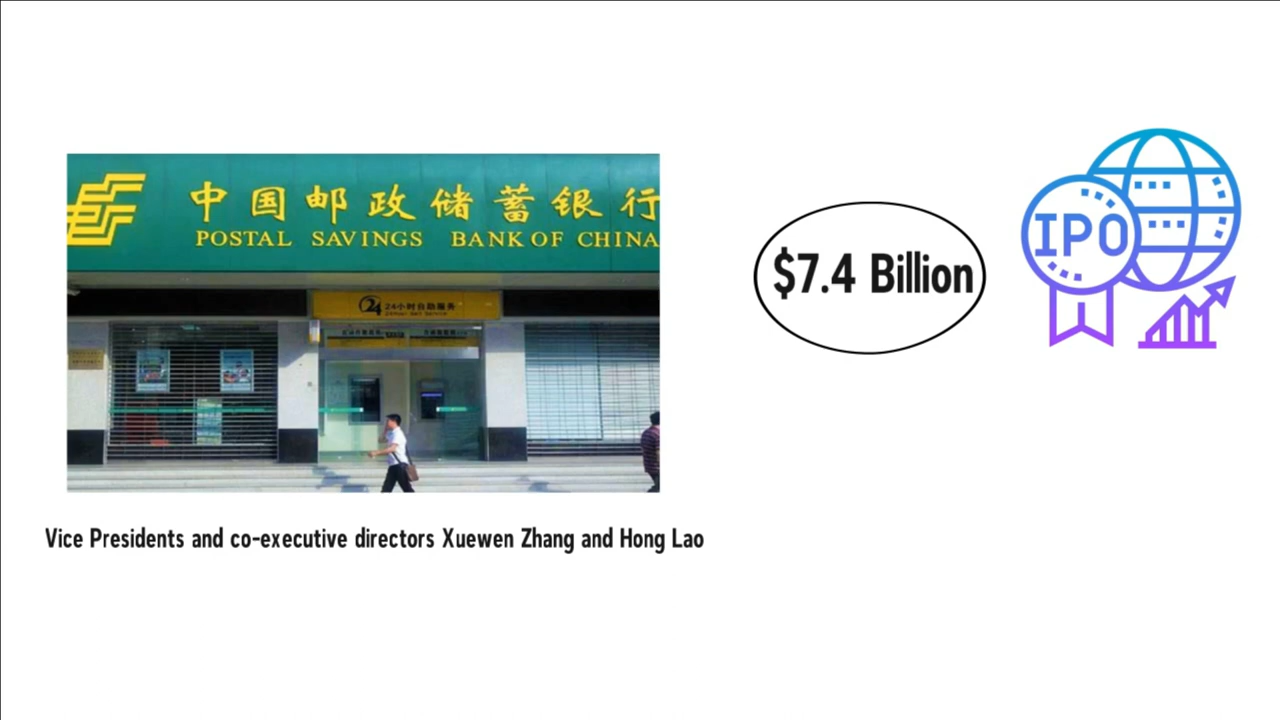 中国邮政储蓄银行
POSTAL SAVINGS BANK OF CHINA
24小时自助服务
$7.4 Billion
IPO
Vice Presidents and co-executive directors Xuewen Zhang and Hong Lao